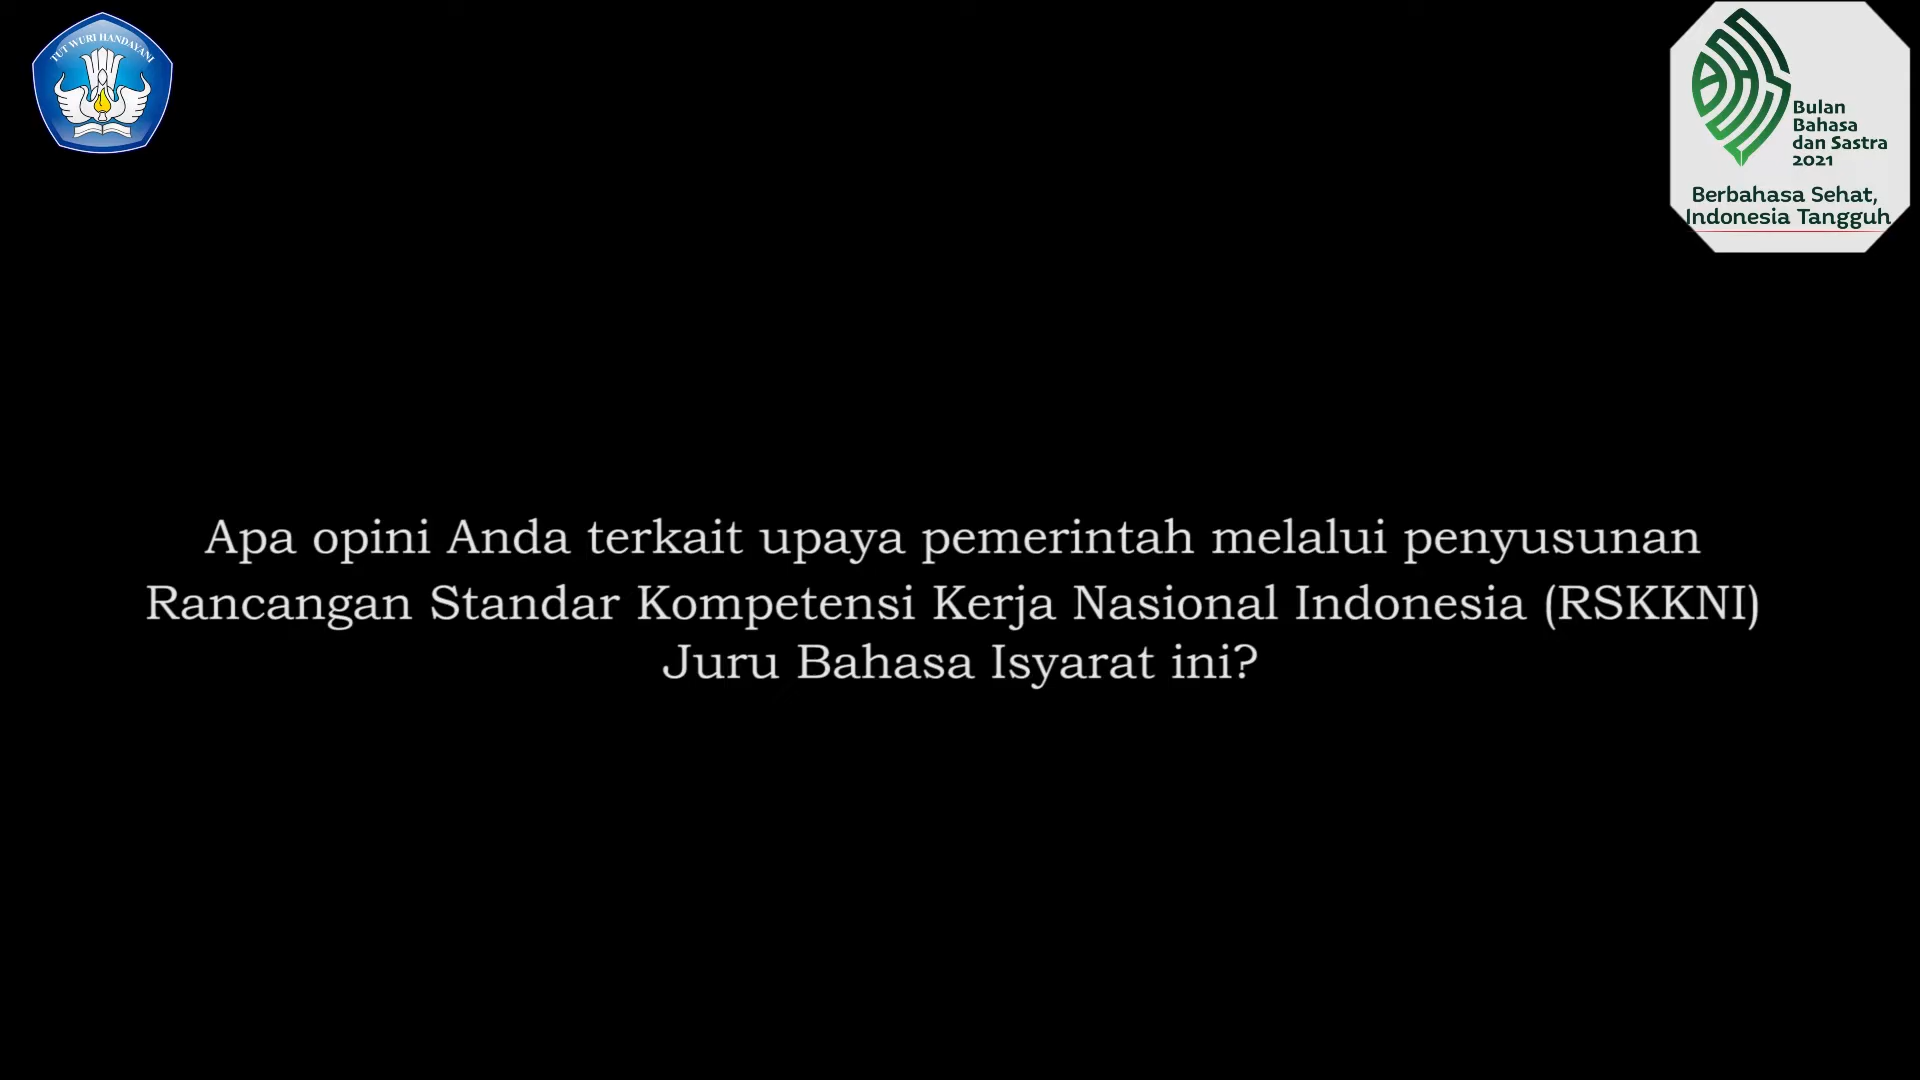 TUT WURI HANDAYANI
Bulan
Bahasa
dan Sastra
2021
Berbahasa Sehat,
Indonesia Tangguh
Apa opini Anda terkait upaya pemerintah melalui penyusunan
Rancangan Standar Kompetensi Kerja Nasional Indonesia (RSKKNI)
Juru Bahasa Isyarat ini?